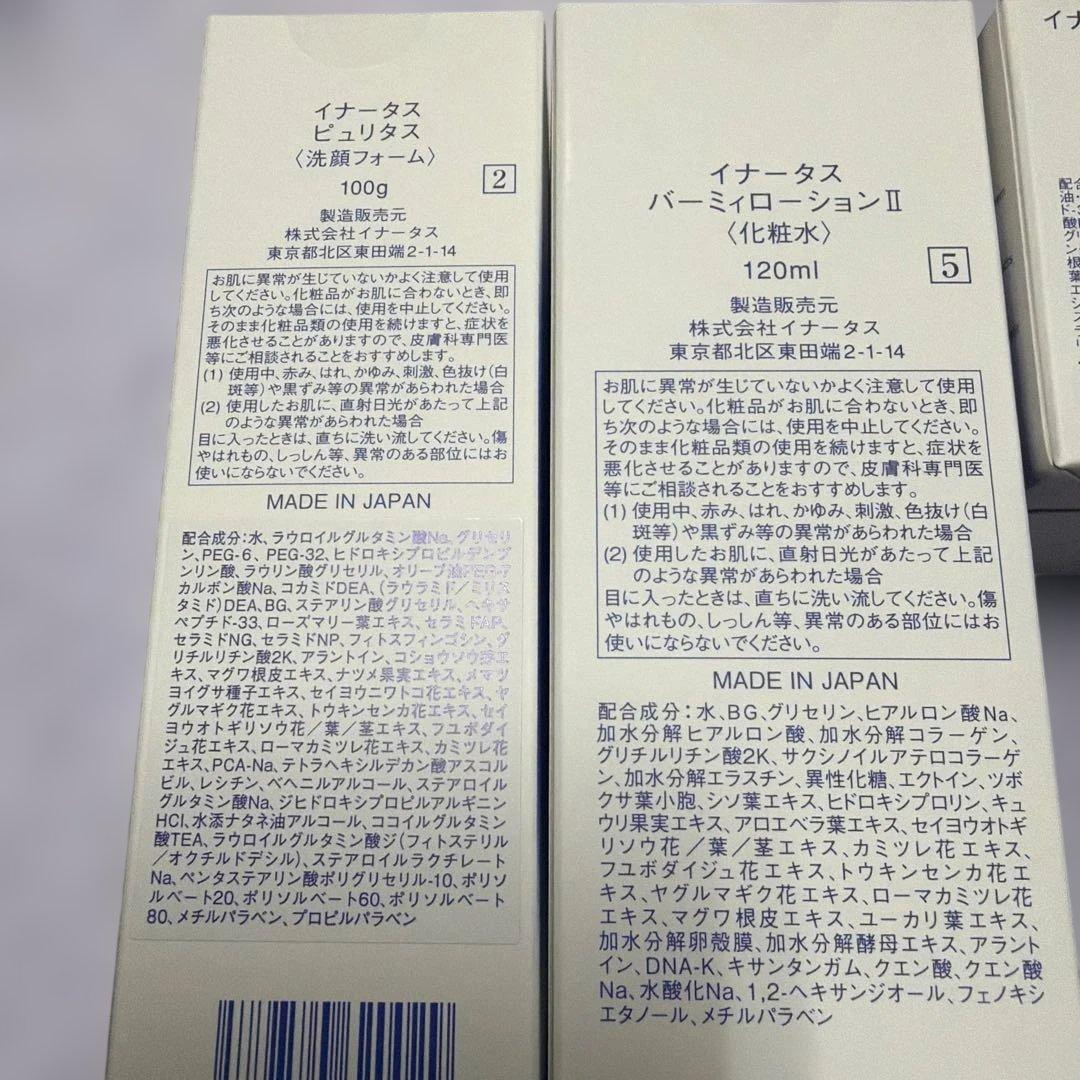 イナータス
ピュリタス
〈洗顔フォーム〉
100g
2
製造販売元
株式会社イナータス
東京都北区東田端2-1-14
お肌に異常が生じていないかよく注意して使用
してください。化粧品がお肌に合わないとき、即
ち次のような場合には、使用を中止してください。
そのまま化粧品類の使用を続けますと、症状を
悪化させることがありますので、皮膚科専門医
等にご相談されることをおすすめします。
(1) 使用中、赤み、はれ、かゆみ、刺激、色抜け(白
斑等)や黒ずみ等の異常があらわれた場合
(2) 使用したお肌に、直射日光があたって上記
のような異常があらわれた場合
目に入ったときは、直ちに洗い流してください。傷
やはれもの、しっしん等、異常のある部位にはお
使いにならないでください。
MADE IN JAPAN
配合成分:水、ラウロイルグルタミン酸Na、グリセリ
ン、PEG-6、PEG-32、ヒドロキシプロピルデンプ
ンリン酸、ラウリン酸グリセリル、オリーブ油PEG-7
カルボン酸Na、コカミドDEA、(ラウラミド/ミリス
タミド)DEA、BG、ステアリン酸グリセリル、ヘキサ
ペプチド-33、ローズマリー葉エキス、セラミドAP、
セラミドNG、セラミドNP、フィトスフィンゴシン、グ
リチルリチン酸2K、アラントイン、コショウソウ芽エ
キス、マグワ根皮エキス、ナツメ果実エキス、メマツ
ヨイグサ種子エキス、セイヨウニワトコ花エキス、ヤ
グルマギク花エキス、トウキンセンカ花エキス、セイ
ヨウオトギリソウ花/葉/茎エキス、フユボダイ
ジュ花エキス、ローマカミツレ花エキス、カミツレ花
エキス、PCA-Na、テトラヘキシルデカン酸アスコル
ビル、レシチン、ベヘニルアルコール、ステアロイル
グルタミン酸Na、ジヒドロキシプロピルアルギニン
HCl、水添ナタネ油アルコール、ココイルグルタミン
酸TEA、ラウロイルグルタミン酸ジ(フィトステリル
/オクチルドデシル)、ステアロイルラクチレート
Na、ペンタステアリン酸ポリグリセリル-10、ポリソ
ルベート20、ポリソルベート60、ポリソルベート
80、メチルパラベン、プロピルパラベン
イナータス
バーミィローションⅡ
〈化粧水〉
120ml
5
製造販売元
株式会社イナータス
東京都北区東田端2-1-14
お肌に異常が生じていないかよく注意して使用
してください。化粧品がお肌に合わないとき、即
ち次のような場合には、使用を中止してください。
そのまま化粧品類の使用を続けますと、症状を
悪化させることがありますので、皮膚科専門医
等にご相談されることをおすすめします。
(1) 使用中、赤み、はれ、かゆみ、刺激、色抜け(白
斑等)や黒ずみ等の異常があらわれた場合
(2) 使用したお肌に、直射日光があたって上記
のような異常があらわれた場合
目に入ったときは、直ちに洗い流してください。傷
やはれもの、しっしん等、異常のある部位にはお
使いにならないでください。
MADE IN JAPAN
配合成分:水、BG、グリセリン、ヒアルロン酸Na、
加水分解ヒアルロン酸、加水分解コラーゲン、
グリチルリチン酸2K、サクシノイルアテロコラーゲ
ン、加水分解エラスチン、異性化糖、エクトイン、ツボ
クサ葉小胞、シソ葉エキス、ヒドロキシプロリン、キュ
ウリ果実エキス、アロエベラ葉エキス、セイヨウオトギ
リソウ花/葉/茎エキス、カミツレ花エキス、
フユボダイジュ花エキス、トウキンセンカ花エ
キス、ヤグルマギク花エキス、ローマカミツレ花
エキス、マグワ根皮エキス、ユーカリ葉エキス、
加水分解卵殻膜、加水分解酵母エキス、アラント
イン、DNA-K、キサンタンガム、クエン酸、クエン酸
Na、水酸化Na、1,2-ヘキサンジオール、フェノキシ
エタノール、メチルパラベン
イナ